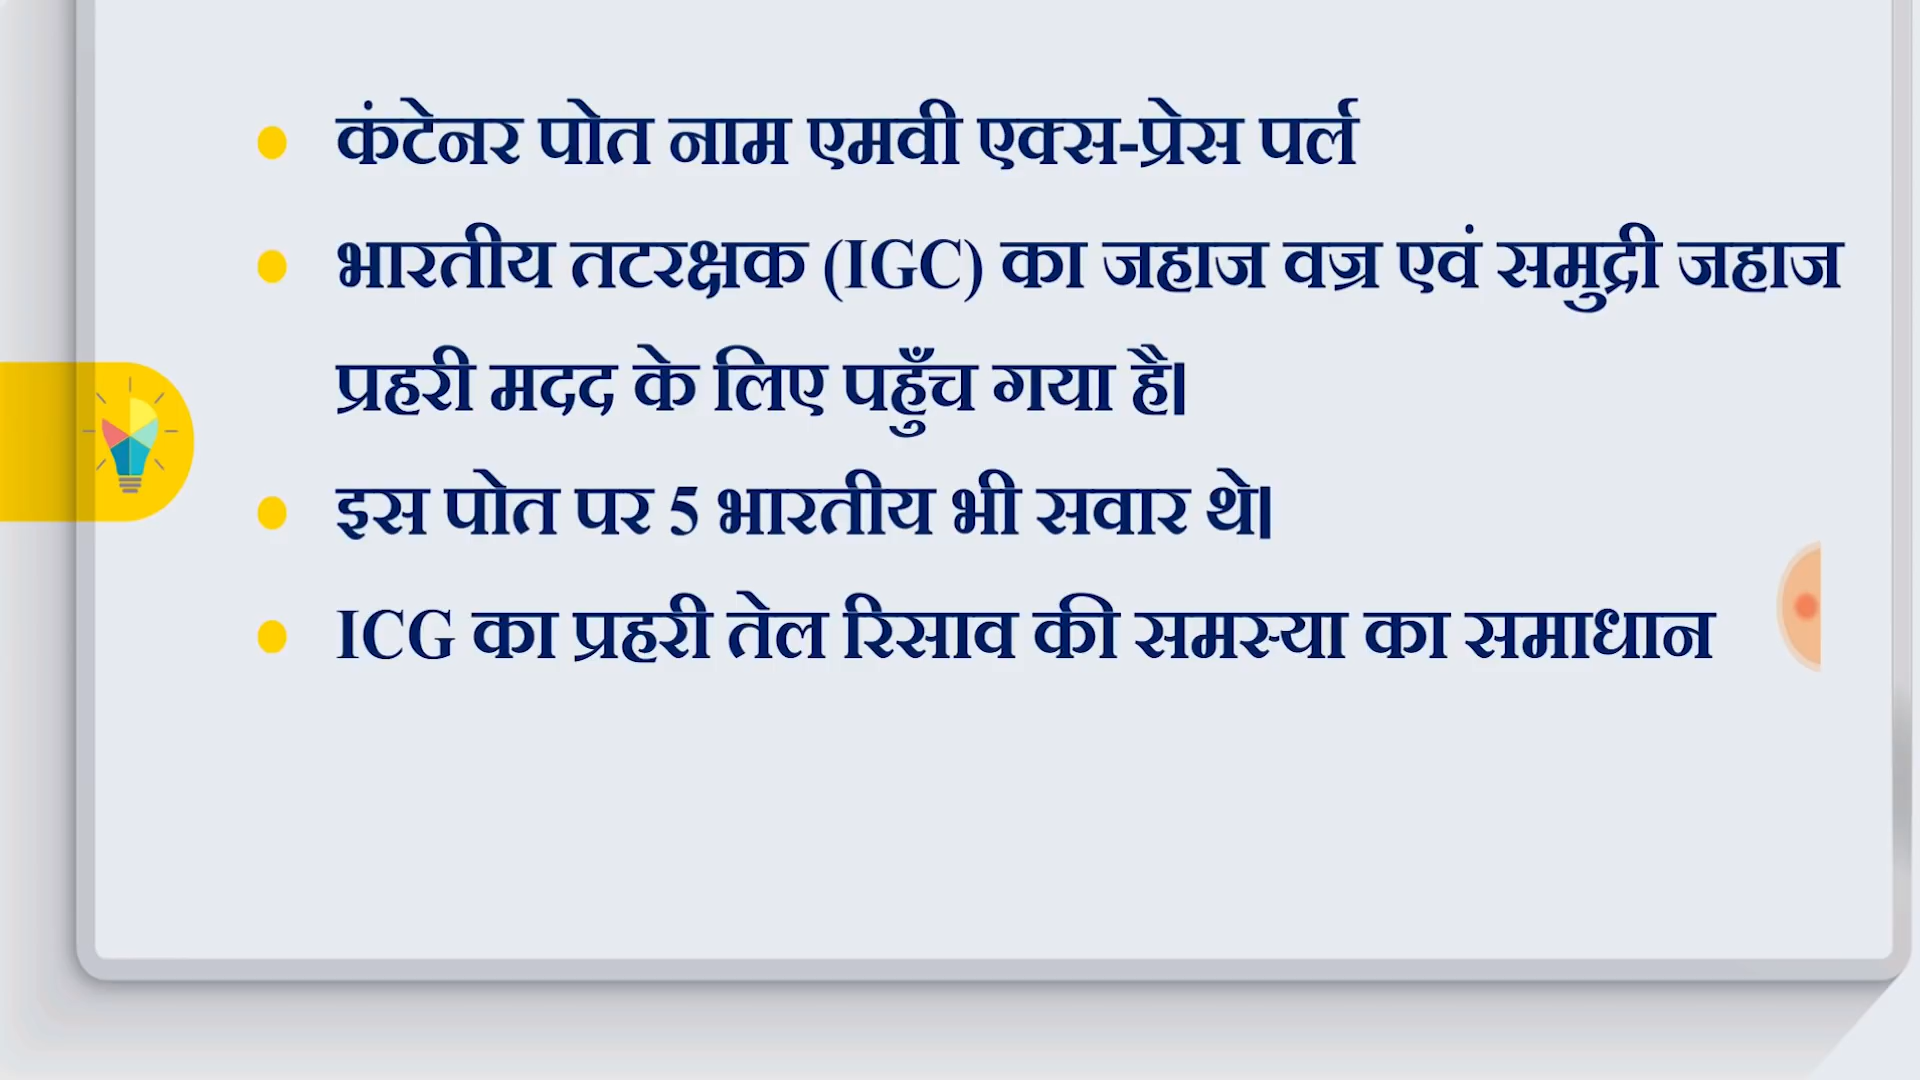 कंटेनर पोत नाम एमवी एक्स-प्रेस पर्ल
भारतीय तटरक्षक (IGC) का जहाज वज्र एवं समुद्री जहाज
प्रहरी मदद के लिए पहुँच गया है।
इस पोत पर 5 भारतीय भी सवार थे।
ICG का प्रहरी तेल रिसाव की समस्या का समाधान